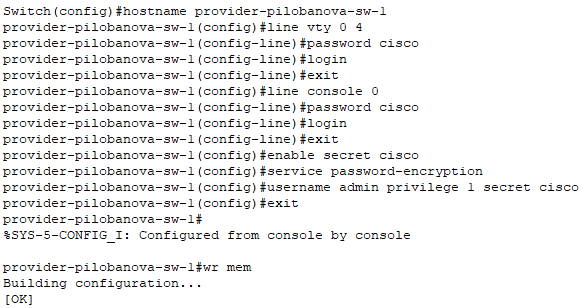 Switch(config)#hostname provider-pilobanova-sw-1
provider-pilobanova-sw-1(config)#line vty 0 4
provider-pilobanova-sw-1(config-line)#password cisco
provider-pilobanova-sw-1(config-line)#login
provider-pilobanova-sw-1(config-line)#exit
provider-pilobanova-sw-1(config)#line console 0
provider-pilobanova-sw-1(config-line)#password cisco
provider-pilobanova-sw-1(config-line)#login
provider-pilobanova-sw-1(config-line)#exit
provider-pilobanova-sw-1(config)#enable secret cisco
provider-pilobanova-sw-1(config)#service password-encryption
provider-pilobanova-sw-1(config)#username admin privilege 1 secret cisco
provider-pilobanova-sw-1(config)#exit
provider-pilobanova-sw-1#
%SYS-5-CONFIG_I: Configured from console by console
provider-pilobanova-sw-1#wr mem
Building configuration...
[OK]